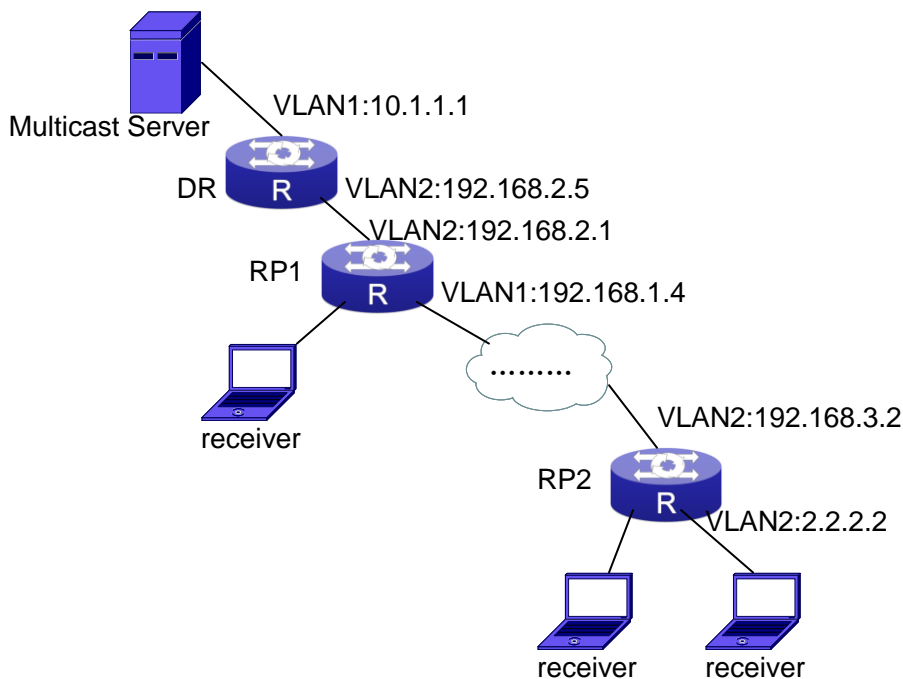 VLAN1:10.1.1.1
Multicast Server
DR
R
VLAN2:192.168.2.5
VLAN2:192.168.2.1
RP1
R
VLAN1:192.168.1.4
………
receiver
VLAN2:192.168.3.2
RP2
R
VLAN2:2.2.2.2
receiver
receiver